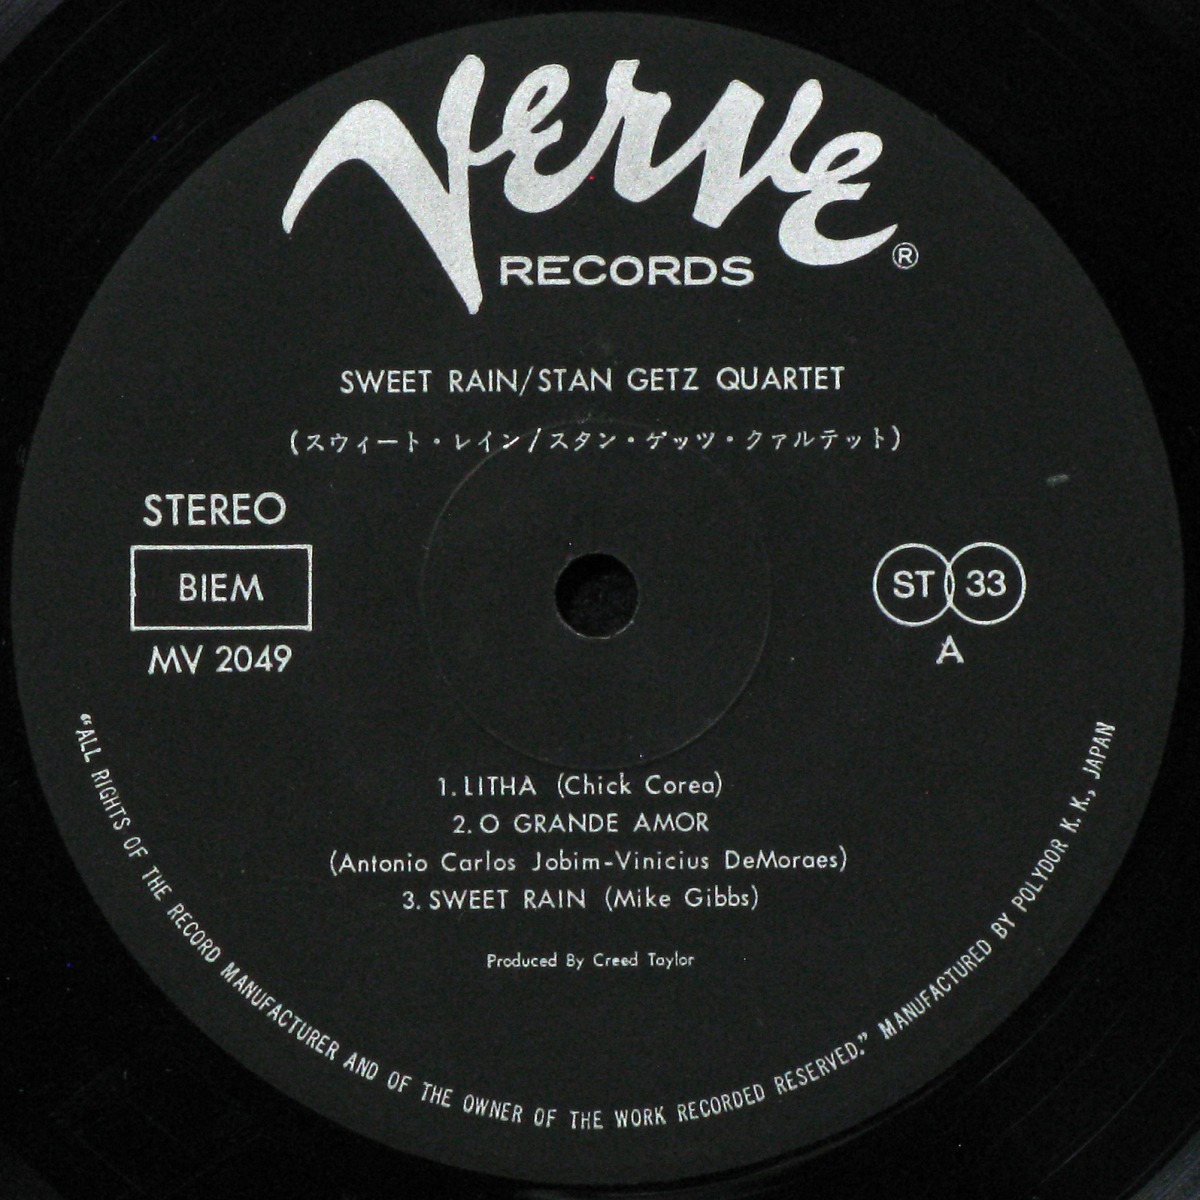 Verve
RECORDS ®
SWEET RAIN/STAN GETZ QUARTET
(スウィート・レイン/スタン・ゲッツ・クァルテット)
STEREO
BIEM
MV 2049
ST 33
A
1. LITHA (Chick Corea)
2. O GRANDE AMOR
(Antonio Carlos Jobim-Vinicius DeMoraes)
3. SWEET RAIN (Mike Gibbs)
Produced By Creed Taylor
“ALL RIGHTS OF THE RECORD MANUFACTURER AND OF THE OWNER OF THE WORK RECORDED RESERVED.” MANUFACTURED BY POLYDOR K. K., JAPAN